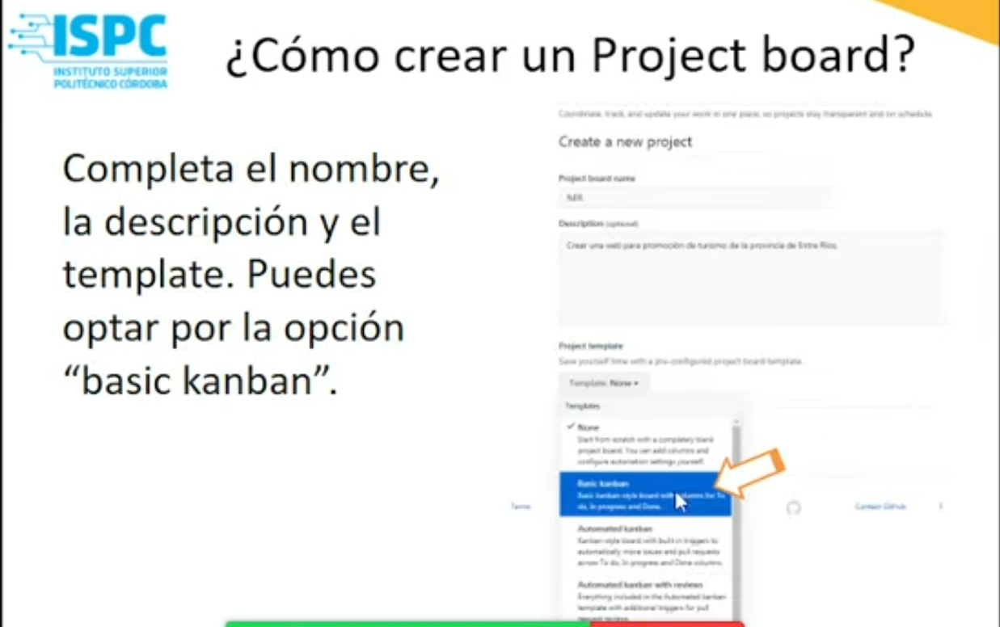 ISPC
INSTITUTO SUPERIOR
POLITÉCNICO CÓRDOBA
¿Cómo crear un Project board?
Completa el nombre,
la descripción y el
template. Puedes
optar por la opción
“basic kanban”.
Coordinate, track, and update your work in one place, so projects stay transparent and on schedule.
Create a new project
Project board name
Description (optional)
Crear una web para promoción de turismo de la provincia de Entre Ríos.
Project template
Save yourself time with a pre-configured project board template.
Template: None
Templates
None
Start from scratch with a completely blank
project board. You can add columns and
configure automation settings yourself.
Basic kanban
Basic kanban-style board with columns for To
do, In progress and Done.
Automated kanban
Kanban-style board with built-in triggers to
automatically move issues and pull requests
across To do, In progress and Done columns.
Automated kanban with reviews
Everything included in the Automated kanban
template with additional triggers for pull
request reviews.
Terms
Contact GitHub